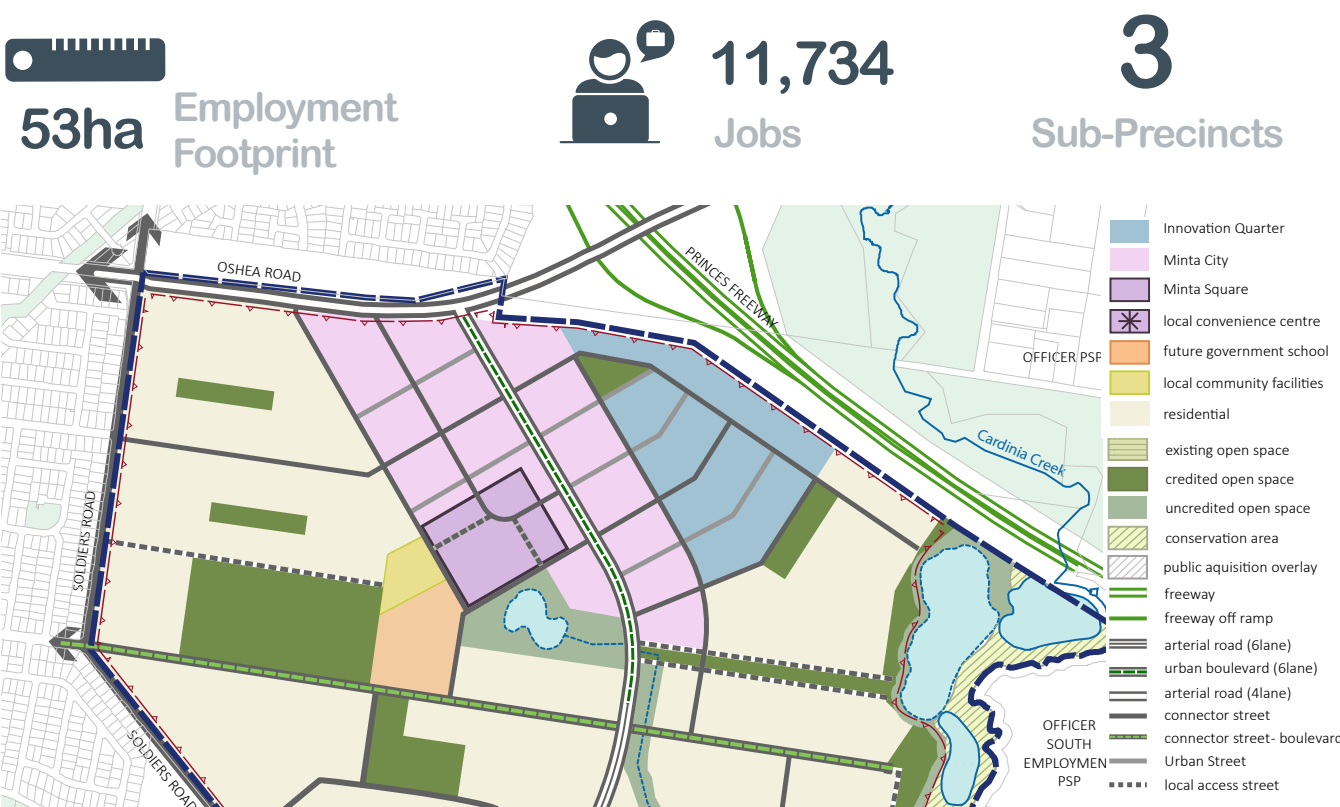 53ha
Employment
Footprint
11,734
Jobs
3
Sub-Precincts
OSHEA ROAD
PRINCES FREEWAY
OFFICER PSP
Cardinia Creek
SOLDIERS ROAD
SOLDIERS ROAD
OFFICER
SOUTH
EMPLOYMEN
PSP
Innovation Quarter
Minta City
Minta Square
local convenience centre
future government school
local community facilities
residential
existing open space
credited open space
uncredited open space
conservation area
public aquisition overlay
freeway
freeway off ramp
arterial road (6lane)
urban boulevard (6lane)
arterial road (4lane)
connector street
connector street- boulevard
Urban Street
local access street